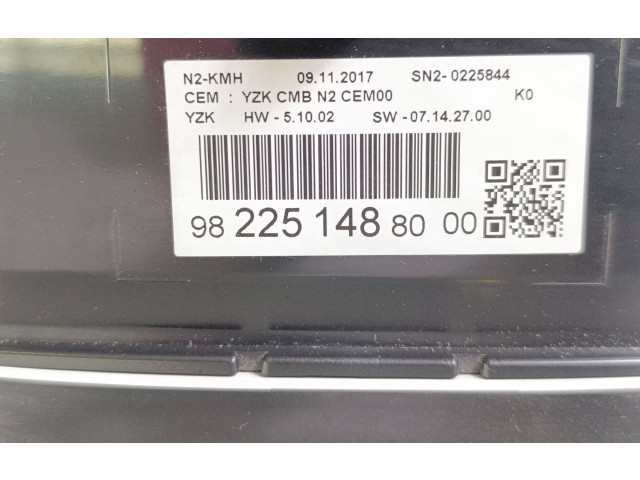 N2-KMH 09.11.2017 SN2- 0225844
CEM : YZK CMB N2 CEM00 K0
YZK HW - 5.10.02 SW - 07.14.27.00
98 225 148 80 00